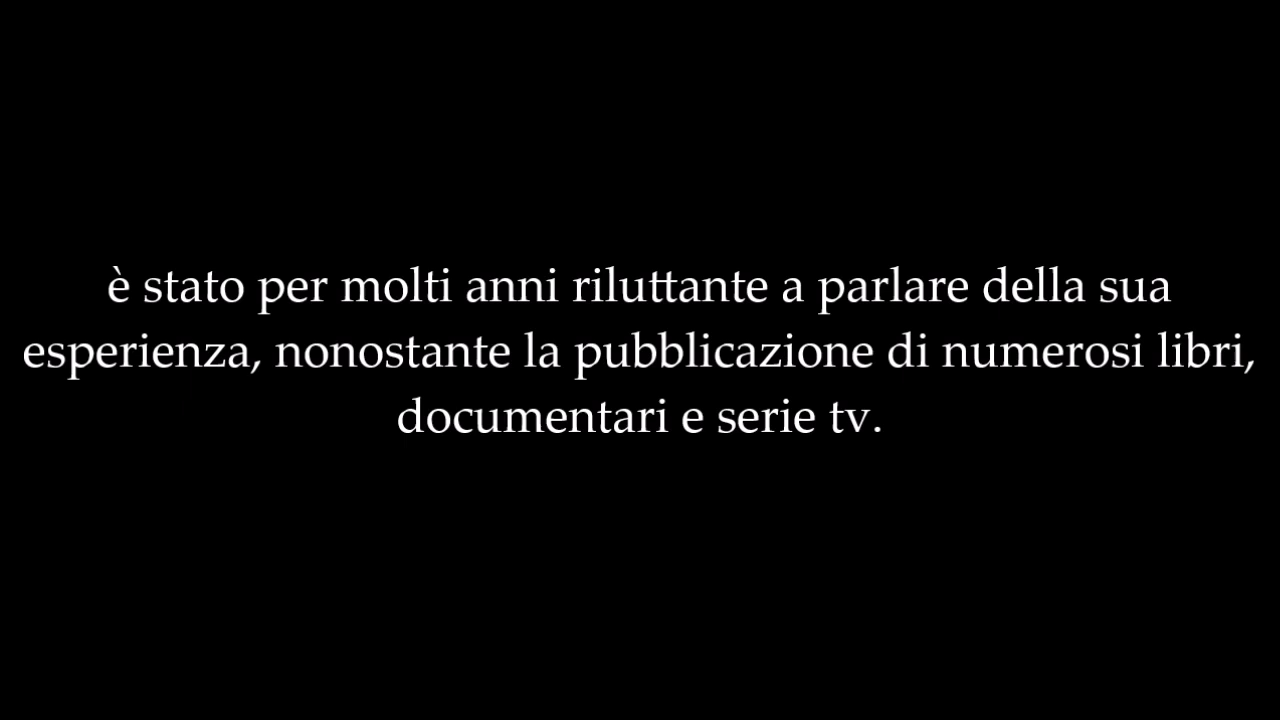 è stato per molti anni riluttante a parlare della sua
esperienza, nonostante la pubblicazione di numerosi libri,
documentari e serie tv.